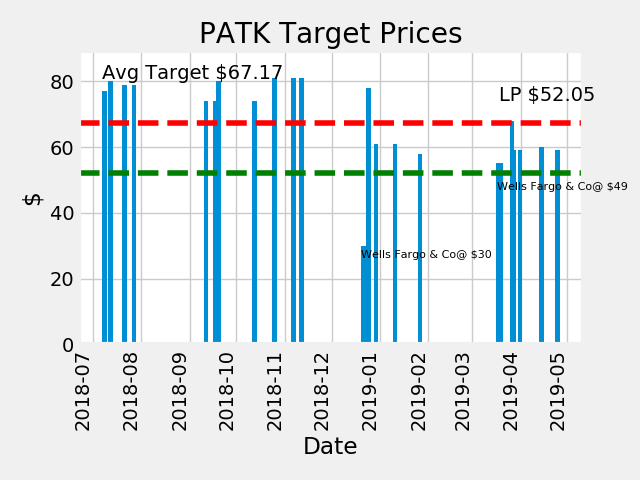 PATK Target Prices
Avg Target $67.17
LP $52.05
Wells Fargo & Co@ $49
Wells Fargo & Co@ $30
$
80
60
40
20
0
2018-07
2018-08
2018-09
2018-10
2018-11
2018-12
2019-01
2019-02
2019-03
2019-04
2019-05
Date